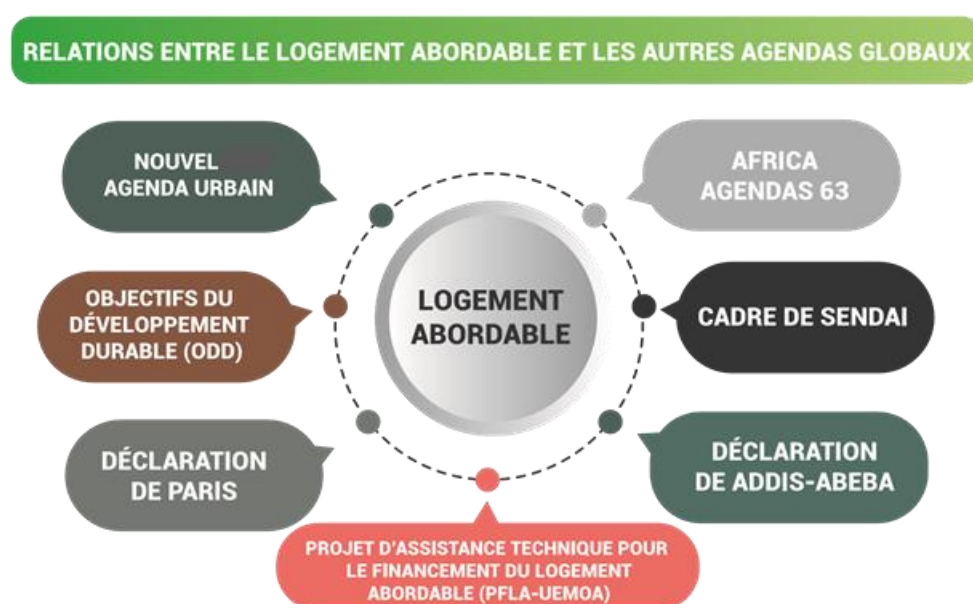 RELATIONS ENTRE LE LOGEMENT ABORDABLE ET LES AUTRES AGENDAS GLOBAUX
NOUVEL
AGENDA URBAIN
AFRICA
AGENDAS 63
OBJECTIFS DU
DÉVELOPPEMENT
DURABLE (ODD)
LOGEMENT
ABORDABLE
CADRE DE SENDAI
DÉCLARATION
DE PARIS
DÉCLARATION
DE ADDIS-ABEBA
PROJET D'ASSISTANCE TECHNIQUE POUR
LE FINANCEMENT DU LOGEMENT
ABORDABLE (PFLA-UEMOA)